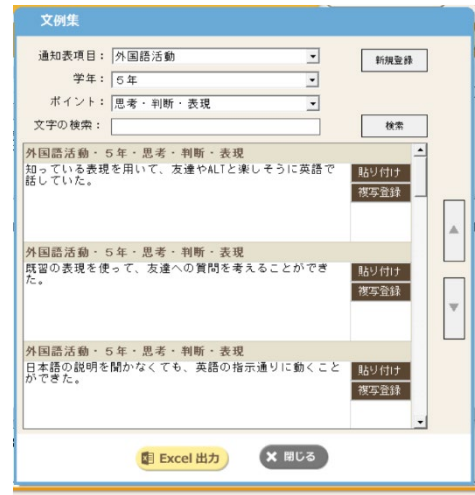 文例集
通知表項目： 外国語活動
新規登録
学年： ５年
ポイント： 思考・判断・表現
文字の検索：
検索
外国語活動・５年・思考・判断・表現
知っている表現を用いて、友達やALTと楽しそうに英語で
話していた。
貼り付け
複写登録
外国語活動・５年・思考・判断・表現
既習の表現を使って、友達への質問を考えることができ
た。
貼り付け
複写登録
外国語活動・５年・思考・判断・表現
日本語の説明を聞かなくても、英語の指示通りに動くこと
ができた。
貼り付け
複写登録
Excel 出力
閉じる